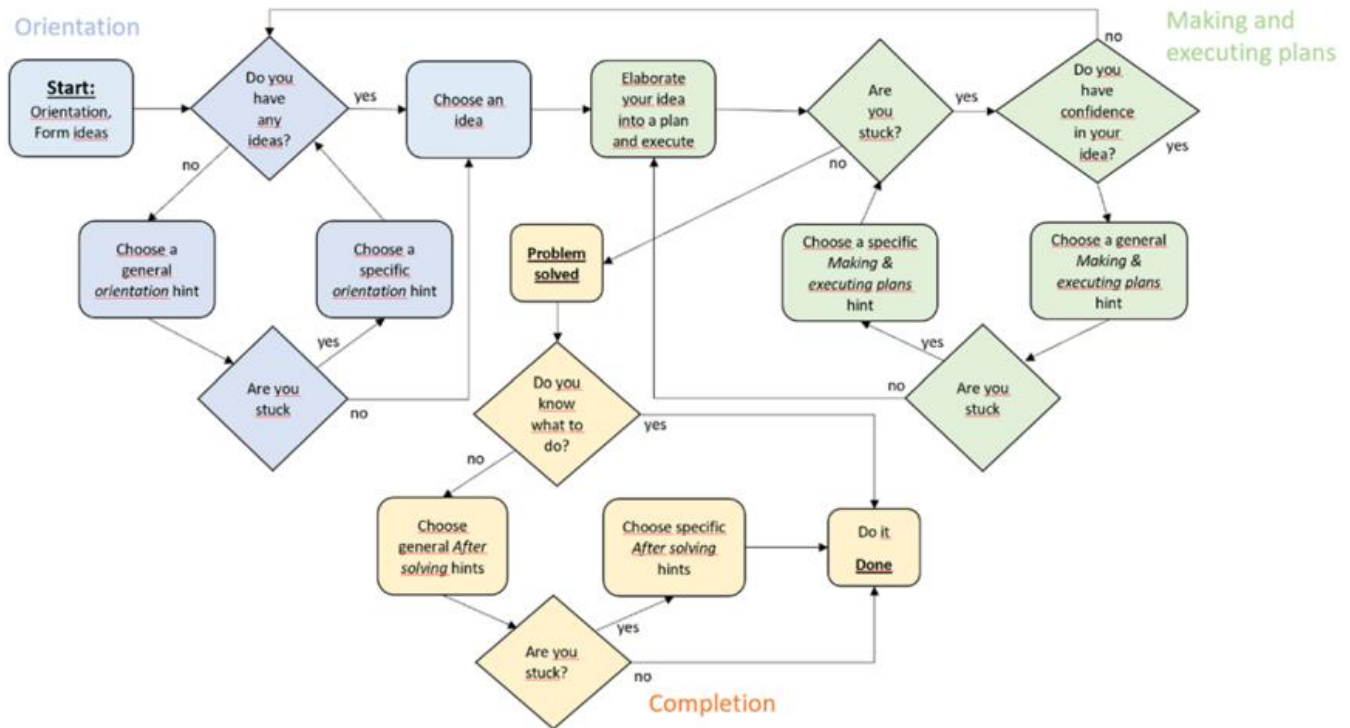 Orientation
Making and
executing plans
no
Start:
Orientation,
Form ideas
Do you
have
any
ideas?
yes
Choose an
idea
Elaborate
your idea
into a plan
and execute
Are
you
stuck?
yes
Do you
have
confidence
in your
idea?
yes
no
no
Choose a
general
orientation hint
Choose a
specific
orientation hint
Problem
solved
Choose a specific
Making &
executing plans
hint
Choose a general
Making &
executing plans
hint
yes
Are you
stuck
no
Do you
know
what to
do?
yes
no
yes
no
Are you
stuck
Choose
general After
solving hints
Choose specific
After solving
hints
Do it
Done
Are you
stuck?
yes
no
Completion